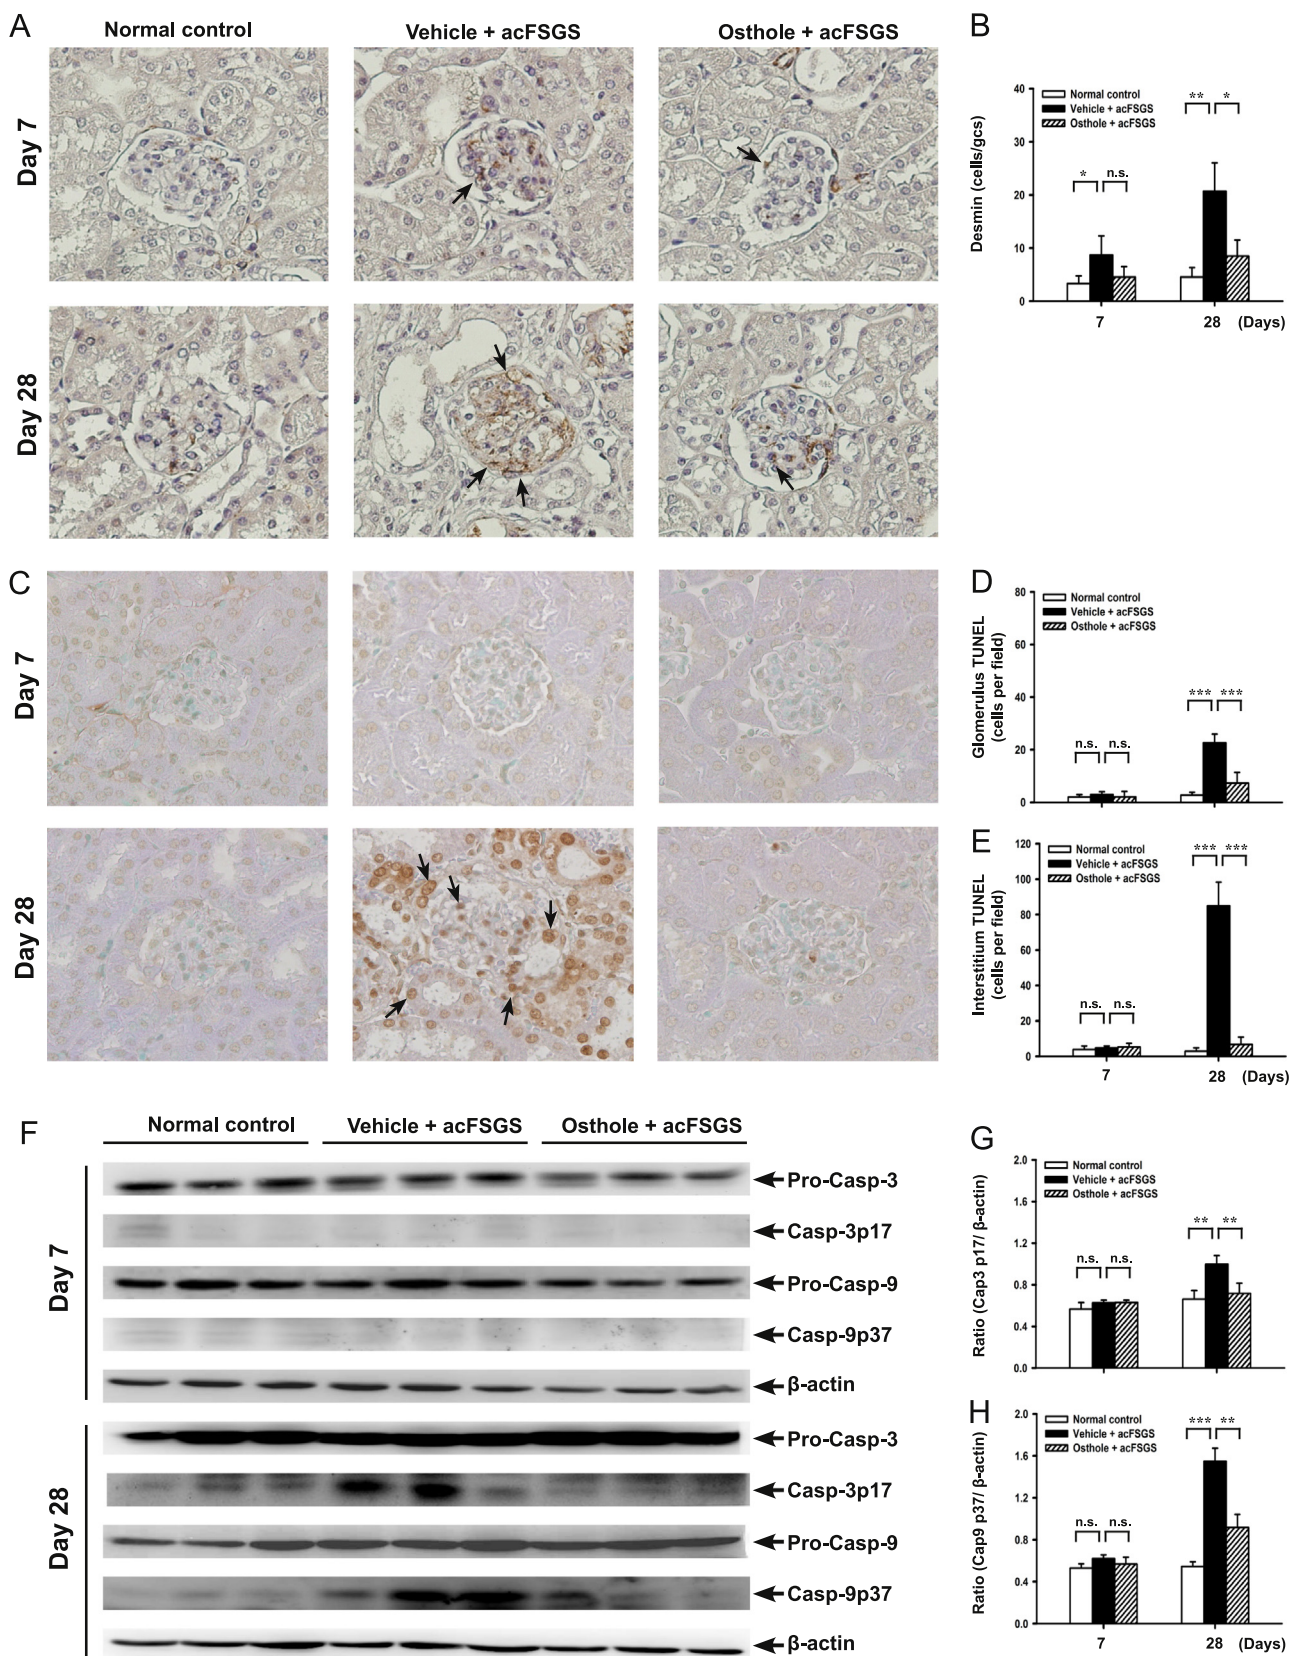 A
Normal control
Vehicle + acFSGS
Osthole + acFSGS
Day 7
Day 28
B
Normal control
Vehicle + acFSGS
Osthole + acFSGS
Desmin (cells/gcs)
40
30
20
10
0
* n.s.
** *
7 28 (Days)
C
Day 7
Day 28
D
Normal control
Vehicle + acFSGS
Osthole + acFSGS
Glomerulus TUNEL
(cells per field)
80
60
40
20
0
n.s. n.s.
*** ***
E
Normal control
Vehicle + acFSGS
Osthole + acFSGS
Interstitium TUNEL
(cells per field)
120
100
80
60
40
20
0
n.s. n.s.
*** ***
7 28 (Days)
F
Normal control
Vehicle + acFSGS
Osthole + acFSGS
Day 7
Pro-Casp-3
Casp-3p17
Pro-Casp-9
Casp-9p37
β-actin
Day 28
Pro-Casp-3
Casp-3p17
Pro-Casp-9
Casp-9p37
β-actin
G
Normal control
Vehicle + acFSGS
Osthole + acFSGS
Ratio (Cap3 p17/ β-actin)
2.0
1.6
1.2
0.8
0.4
0.0
n.s. n.s.
** **
H
Normal control
Vehicle + acFSGS
Osthole + acFSGS
Ratio (Cap9 p37/ β-actin)
2.0
1.6
1.2
0.8
0.4
0.0
n.s. n.s.
*** **
7 28 (Days)